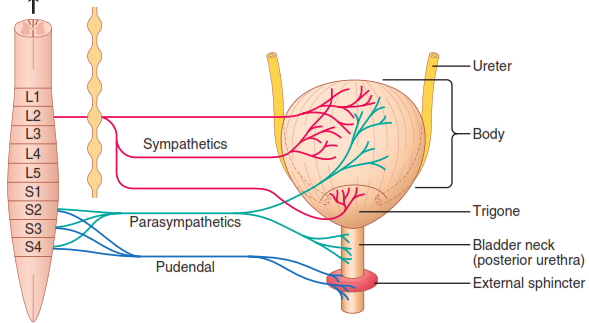 L1
L2
L3
L4
L5
S1
S2
S3
S4
Sympathetics
Parasympathetics
Pudendal
Ureter
Body
Trigone
Bladder neck
(posterior urethra)
External sphincter